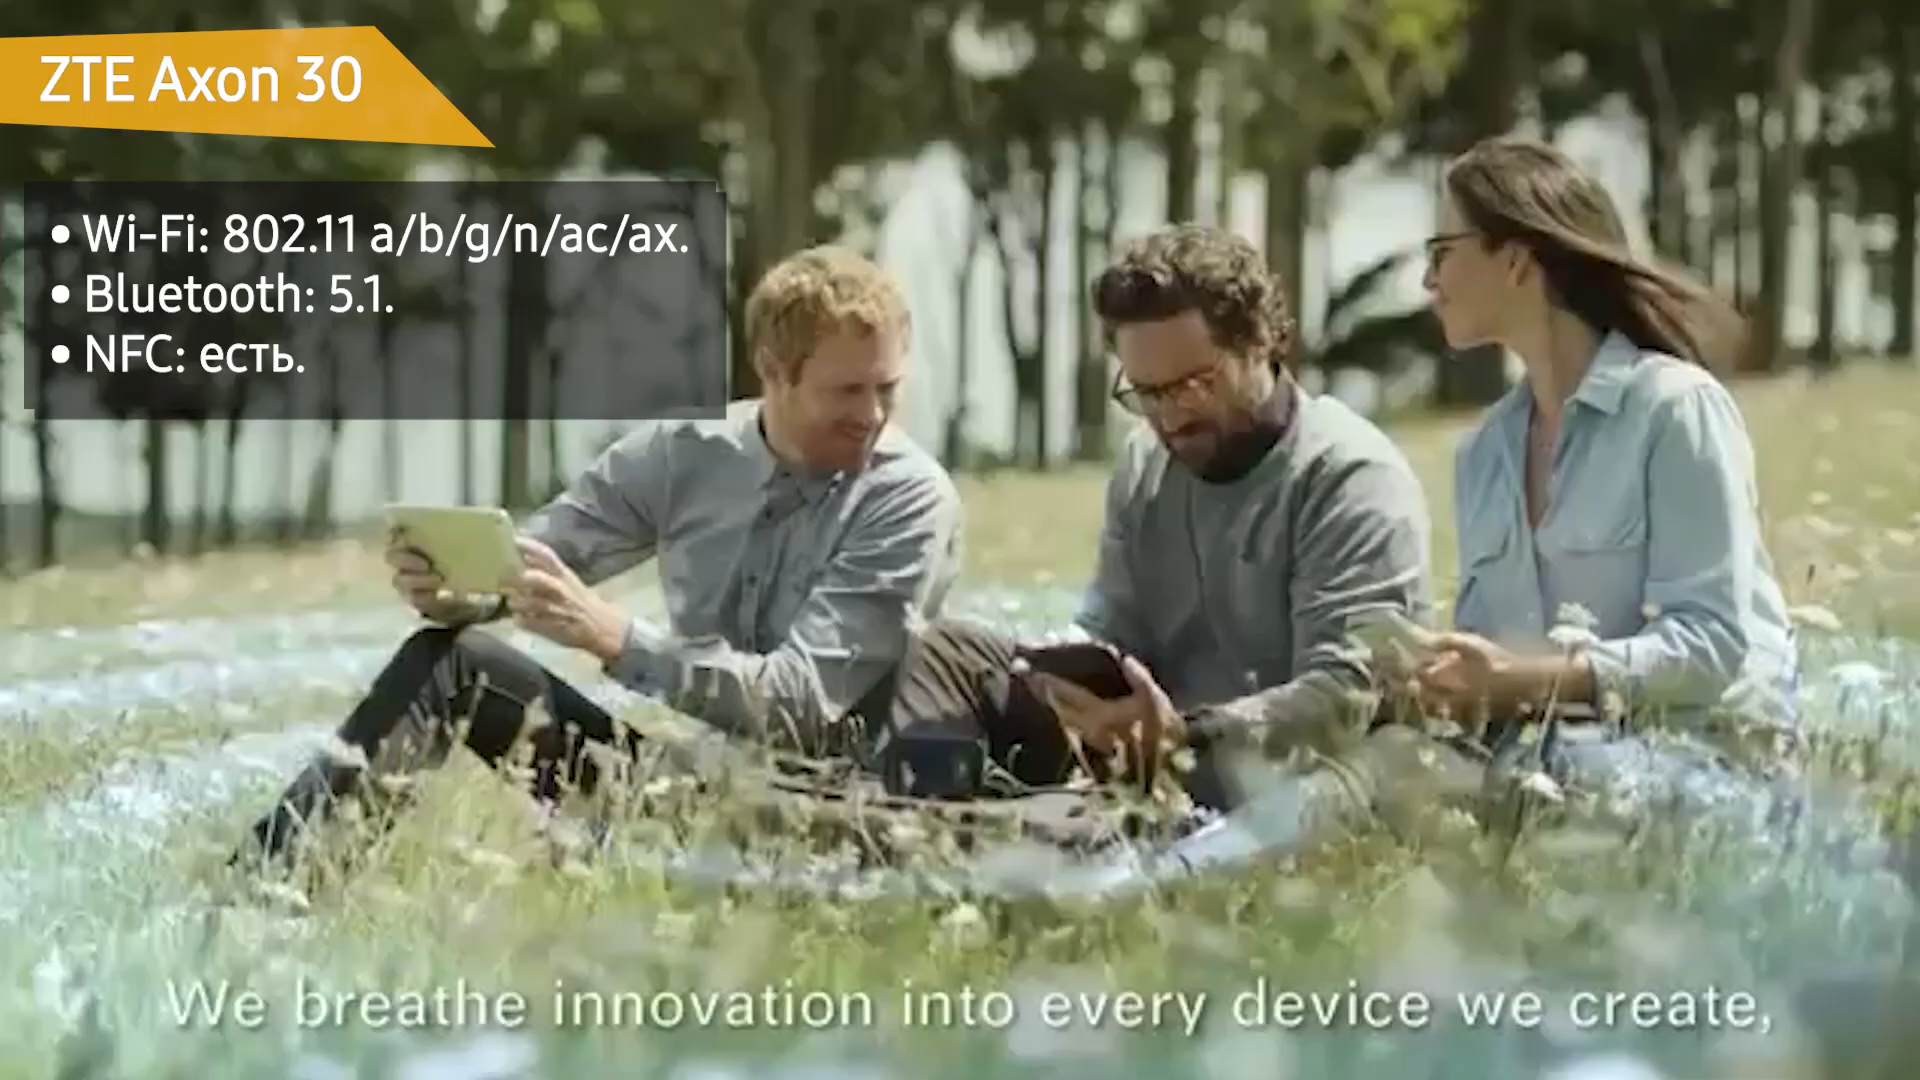 ZTE Axon 30
• Wi-Fi: 802.11 a/b/g/n/ac/ax.
• Bluetooth: 5.1.
• NFC: есть.
We breathe innovation into every device we create,